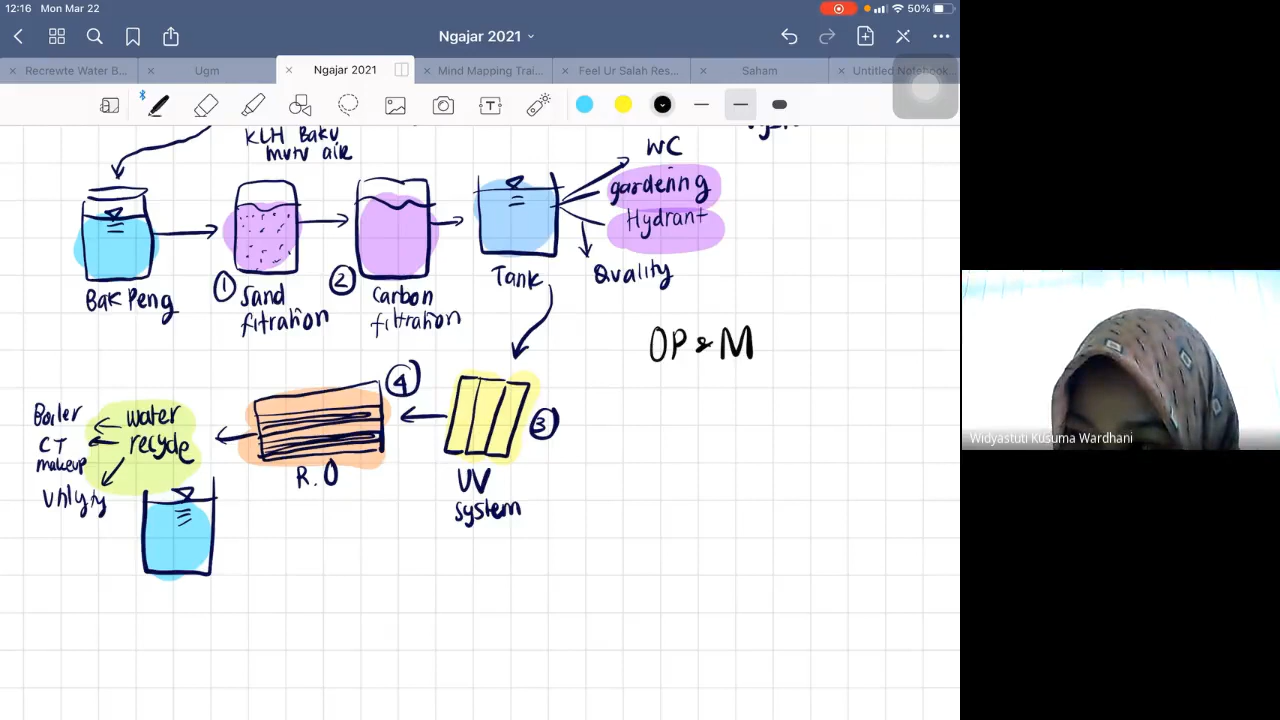 12:16 Mon Mar 22
50%
Ngajar 2021
Recrewte Water B...
Ugm
Ngajar 2021
Mind Mapping Trai...
Feel Ur Salah Res...
Saham
Untitled Notebook
KLH Baku
mutu air
WC
gardening
Hydrant
Quality
Bak Peng
1
Sand
filtration
2
Carbon
filtration
Tank
OP & M
Boiler
CT
makeup
water
recycle
4
R.O
3
UV
system
Widyastuti Kusuma Wardhani